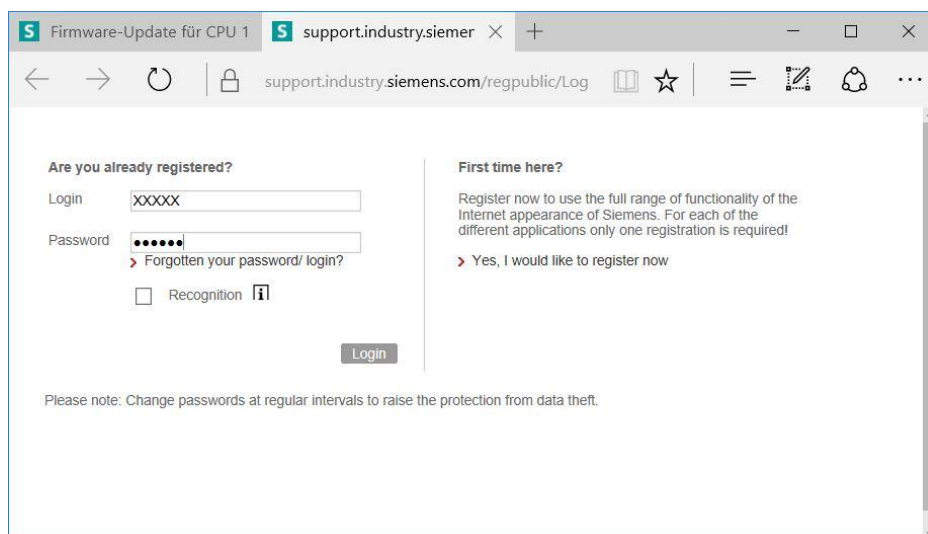 S Firmware-Update für CPU 1
S support.industry.siemer
support.industry.siemens.com/regpublic/Log
Are you already registered?
Login XXXXX
Password ••••••
Forgotten your password/ login?
Recognition i
Login
First time here?
Register now to use the full range of functionality of the
Internet appearance of Siemens. For each of the
different applications only one registration is required!
Yes, I would like to register now
Please note: Change passwords at regular intervals to raise the protection from data theft.